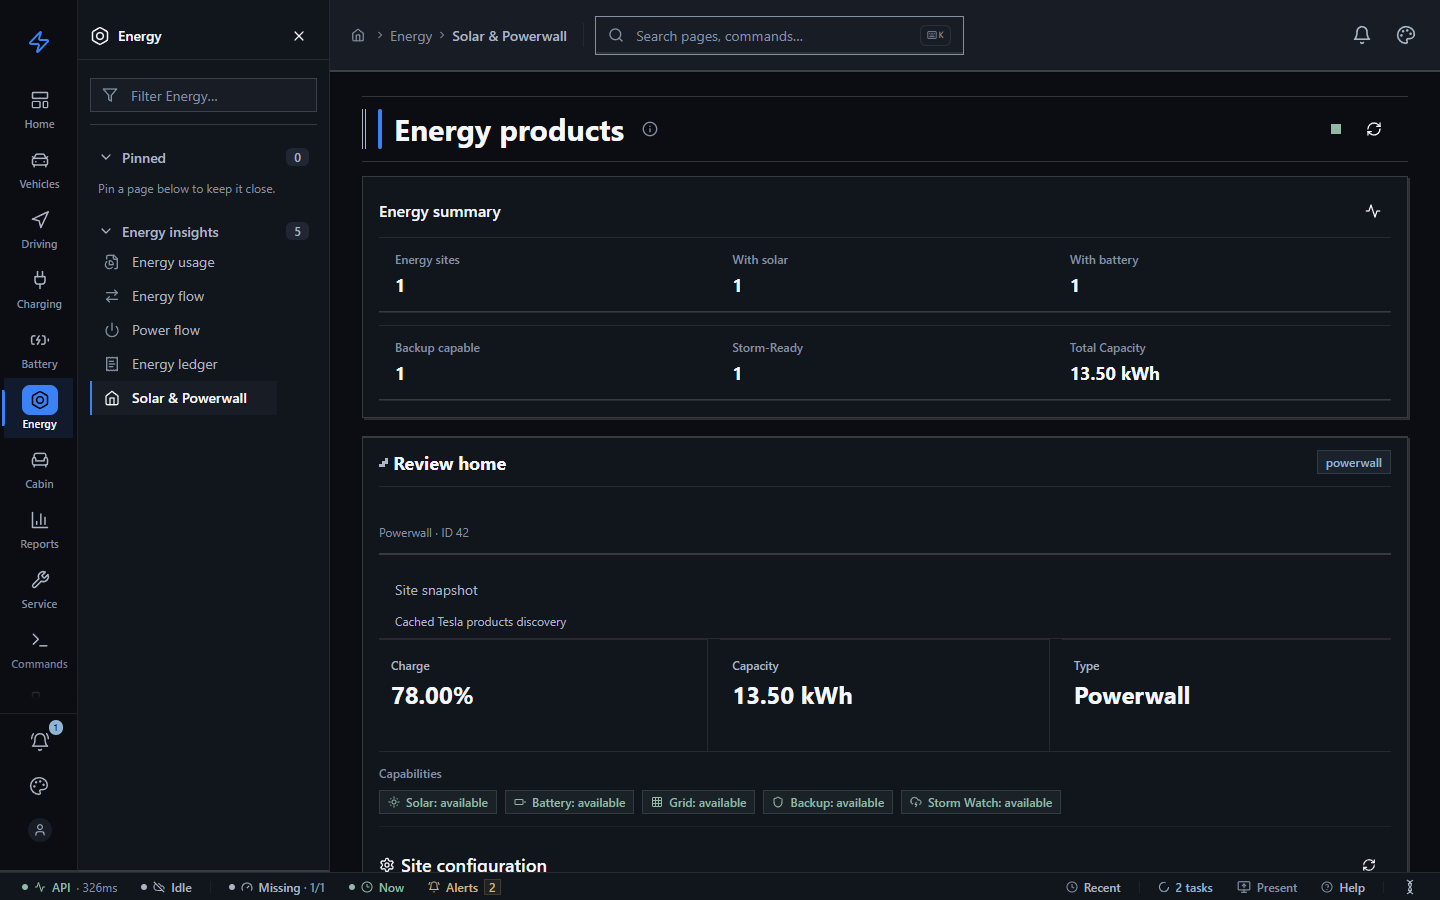 Energy
Energy
Solar & Powerwall
Search pages, commands...
K
Home
Vehicles
Driving
Charging
Battery
Energy
Cabin
Reports
Service
Commands
1
Filter Energy...
Pinned
0
Pin a page below to keep it close.
Energy insights
5
Energy usage
Energy flow
Power flow
Energy ledger
Solar & Powerwall
Energy products
Energy summary
Energy sites
1
With solar
1
With battery
1
Backup capable
1
Storm-Ready
1
Total Capacity
13.50 kWh
Review home
powerwall
Powerwall · ID 42
Site snapshot
Cached Tesla products discovery
Charge
78.00%
Capacity
13.50 kWh
Type
Powerwall
Capabilities
Solar: available
Battery: available
Grid: available
Backup: available
Storm Watch: available
Site configuration
API · 326ms
Idle
Missing · 1/1
Now
Alerts 2
Recent
2 tasks
Present
Help